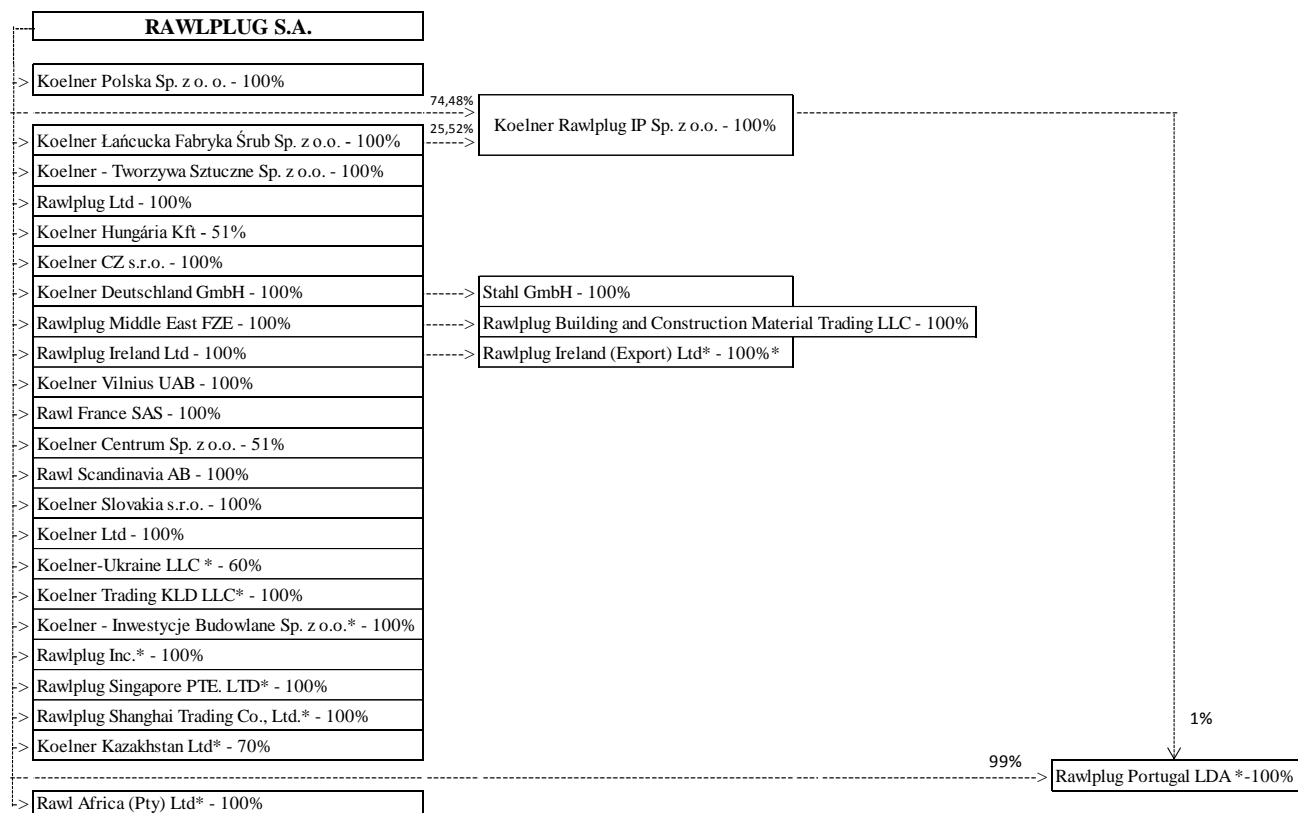 RAWLPLUG S.A.
Koelner Polska Sp. z o. o. - 100%
74,48%
Koelner Rawlplug IP Sp. z o.o. - 100%
25,52%
Koelner Łańcucka Fabryka Śrub Sp. z o.o. - 100%
Koelner - Tworzywa Sztuczne Sp. z o.o. - 100%
Rawlplug Ltd - 100%
Koelner Hungária Kft - 51%
Koelner CZ s.r.o. - 100%
Koelner Deutschland GmbH - 100%
Stahl GmbH - 100%
Rawlplug Middle East FZE - 100%
Rawlplug Building and Construction Material Trading LLC - 100%
Rawlplug Ireland Ltd - 100%
Rawlplug Ireland (Export) Ltd* - 100%*
Koelner Vilnius UAB - 100%
Rawl France SAS - 100%
Koelner Centrum Sp. z o.o. - 51%
Rawl Scandinavia AB - 100%
Koelner Slovakia s.r.o. - 100%
Koelner Ltd - 100%
Koelner-Ukraine LLC * - 60%
Koelner Trading KLD LLC* - 100%
Koelner - Inwestycje Budowlane Sp. z o.o.* - 100%
Rawlplug Inc.* - 100%
Rawlplug Singapore PTE. LTD* - 100%
Rawlplug Shanghai Trading Co., Ltd.* - 100%
1%
Koelner Kazakhstan Ltd* - 70%
99%
Rawlplug Portugal LDA *-100%
Rawl Africa (Pty) Ltd* - 100%